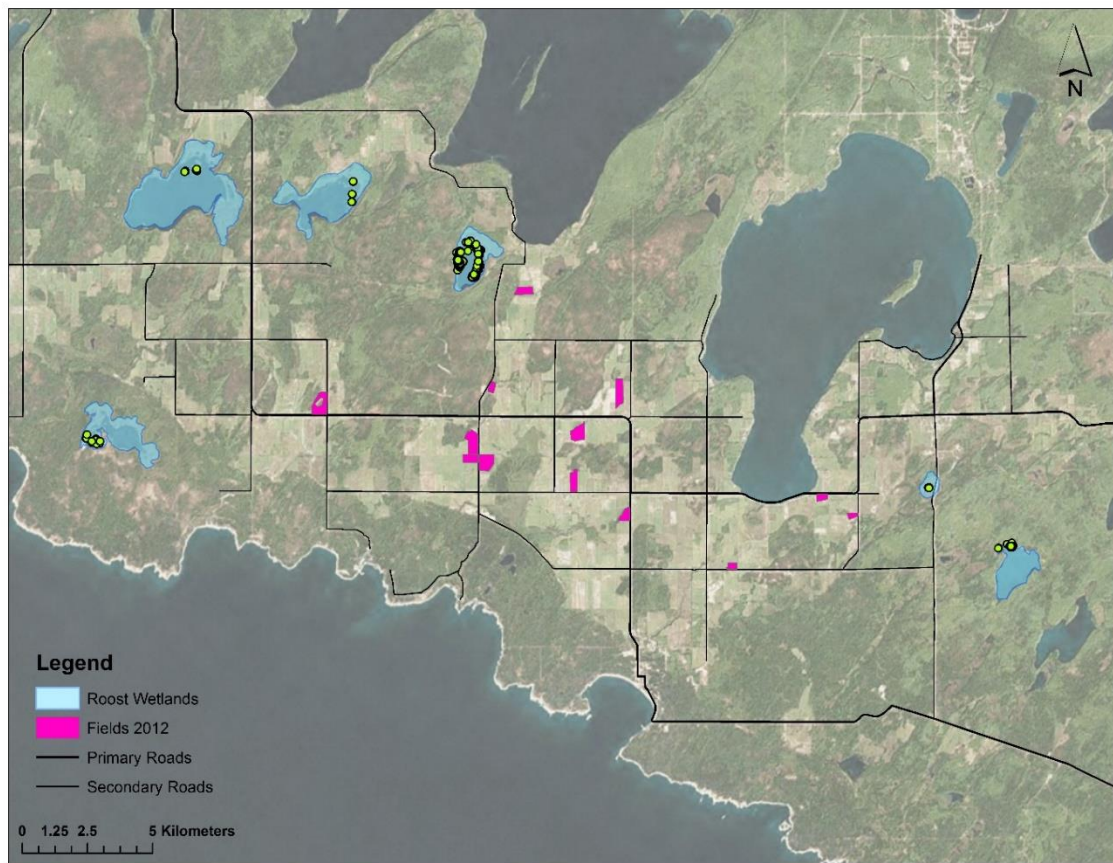 N
Legend
Roost Wetlands
Fields 2012
Primary Roads
Secondary Roads
0 1.25 2.5 5 Kilometers